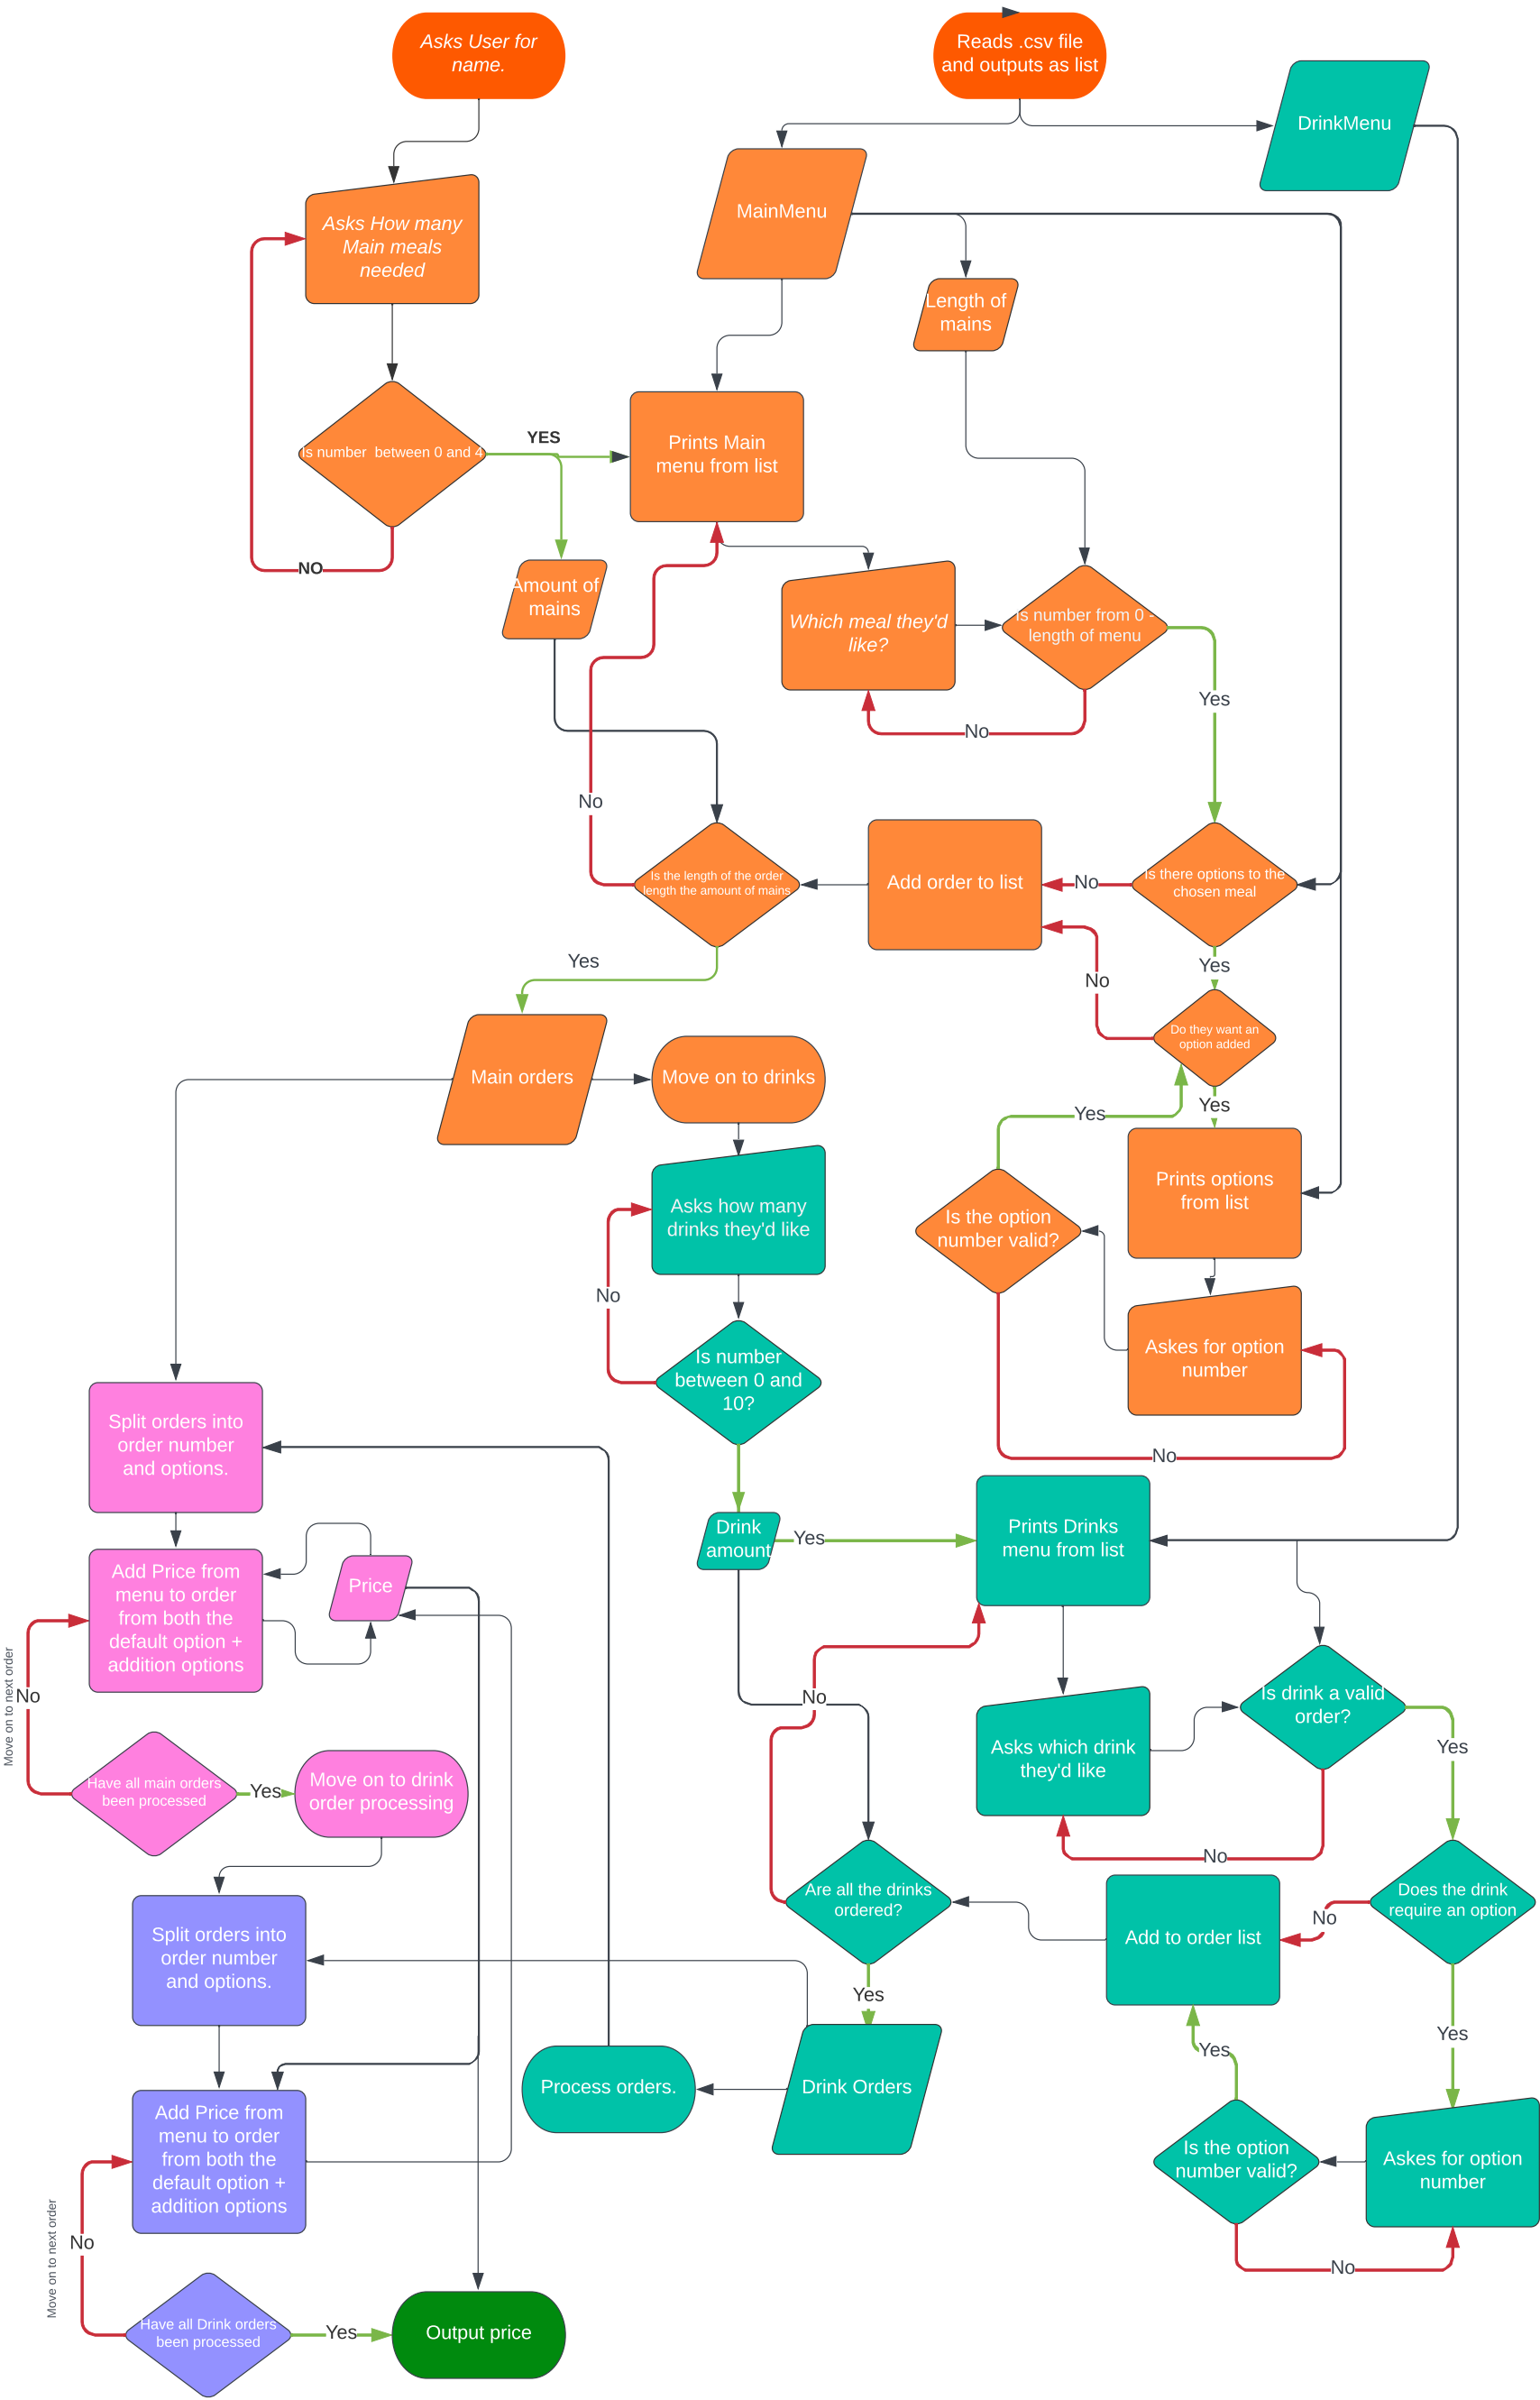 Asks User for
name.
Reads .csv file
and outputs as list
DrinkMenu
MainMenu
Asks How many
Main meals
needed
Length of
mains
Is number  between 0 and 4
YES
Prints Main
menu from list
NO
Amount of
mains
Which meal they'd
like?
Is number from 0 -
length of menu
Yes
No
No
Is the length of the order
length the amount of mains
Add order to list
No
Is there options to the
chosen meal
Yes
Yes
No
Do they want an
option added
Main orders
Move on to drinks
Yes
Yes
Asks how many
drinks they'd like
Prints options
from list
Is the option
number valid?
No
Askes for option
number
Is number
between 0 and
10?
No
Split orders into
order number
and options.
Drink
amount
Yes
Prints Drinks
menu from list
Add Price from
menu to order
from both the
default option +
addition options
Price
Move on to next order
No
No
Is drink a valid
order?
Asks which drink
they'd like
Yes
Have all main orders
been processed
Yes
Move on to drink
order processing
No
Are all the drinks
ordered?
Does the drink
require an option
No
Add to order list
Split orders into
order number
and options.
Yes
Yes
Yes
Process orders.
Drink Orders
Add Price from
menu to order
from both the
default option +
addition options
Is the option
number valid?
Askes for option
number
Move on to next order
No
No
Have all Drink orders
been processed
Yes
Output price